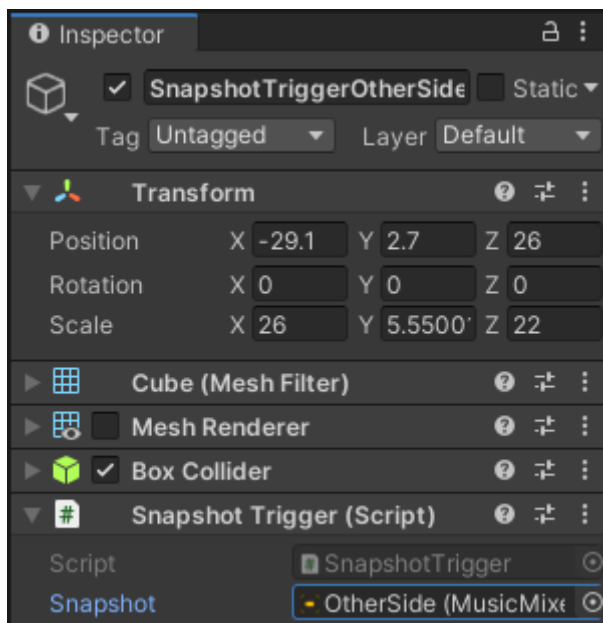 Inspector
SnapshotTriggerOtherSide Static
Tag Untagged Layer Default
Transform
Position X -29.1 Y 2.7 Z 26
Rotation X 0 Y 0 Z 0
Scale X 26 Y 5.5500 Z 22
Cube (Mesh Filter)
Mesh Renderer
Box Collider
# Snapshot Trigger (Script)
Script # SnapshotTrigger
Snapshot OtherSide (MusicMixe